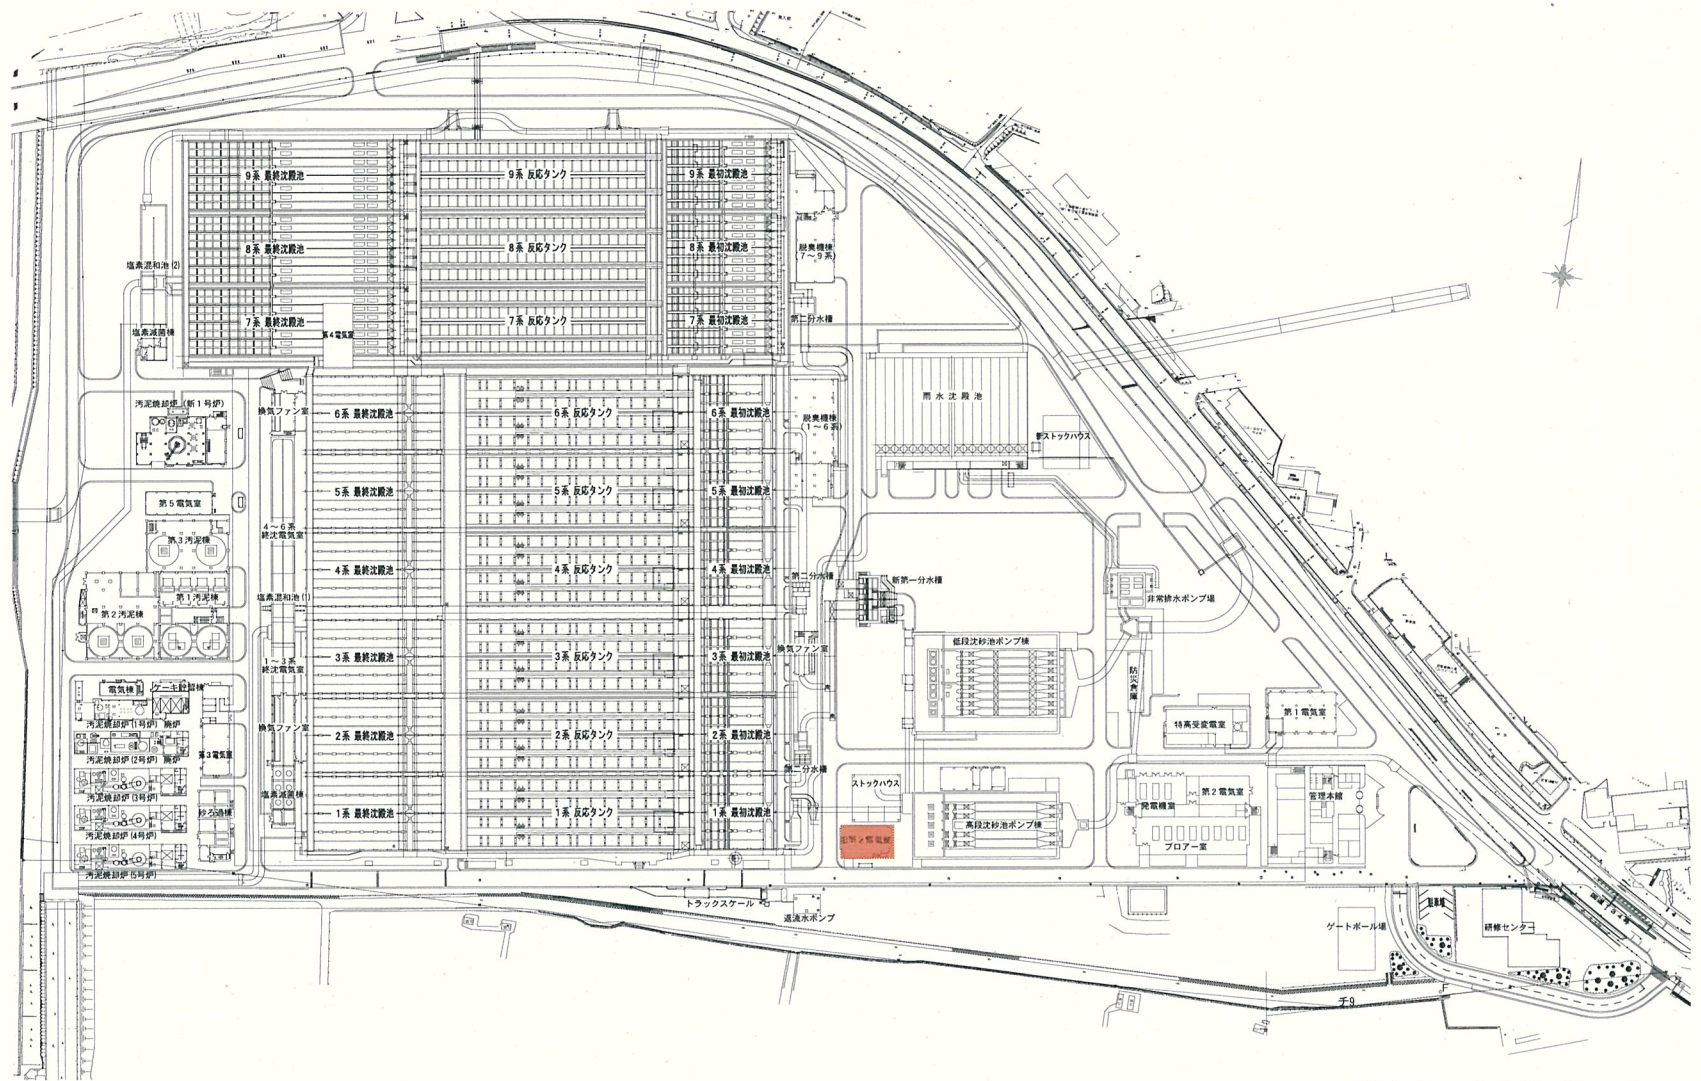 9系 最終沈殿池
9系 反応タンク
9系 最初沈殿池
8系 最終沈殿池
8系 反応タンク
8系 最初沈殿池
脱臭機棟
(7〜9系)
塩素混和池(2)
7系 最終沈殿池
7系 反応タンク
7系 最初沈殿池
第二分水槽
塩素滅菌棟
第4電気室
汚泥焼却炉 (新1号炉)
換気ファン室
6系 最終沈殿池
6系 反応タンク
6系 最初沈殿池
脱臭機棟
(1〜6系)
雨水沈殿池
新ストックハウス
第5電気室
5系 最終沈殿池
5系 反応タンク
5系 最初沈殿池
4〜6系
終沈電気室
第3汚泥棟
4系 最終沈殿池
4系 反応タンク
4系 最初沈殿池
第二分水槽
新第一分水槽
第1汚泥棟
第2汚泥棟
塩素混和池(1)
非常排水ポンプ場
低段沈砂池ポンプ棟
換気ファン室
1〜3系
終沈電気室
3系 最終沈殿池
3系 反応タンク
3系 最初沈殿池
防災倉庫
電気棟
ケーキ貯留棟
汚泥焼却炉(1号炉) 廃炉
第1電気室
特高受変電室
換気ファン室
2系 最終沈殿池
2系 反応タンク
2系 最初沈殿池
第3電気室
汚泥焼却炉(2号炉) 廃炉
第二分水槽
ストックハウス
汚泥焼却炉(3号炉)
塩素滅菌棟
第2電気室
管理本館
発電機室
1系 最終沈殿池
1系 反応タンク
1系 最初沈殿池
砂ろ過棟
高段沈砂池ポンプ棟
汚泥焼却炉(4号炉)
ブロアー室
汚泥焼却炉(5号炉)
トラックスケール
返流水ポンプ
ゲートボール場
駐車場
研修センター